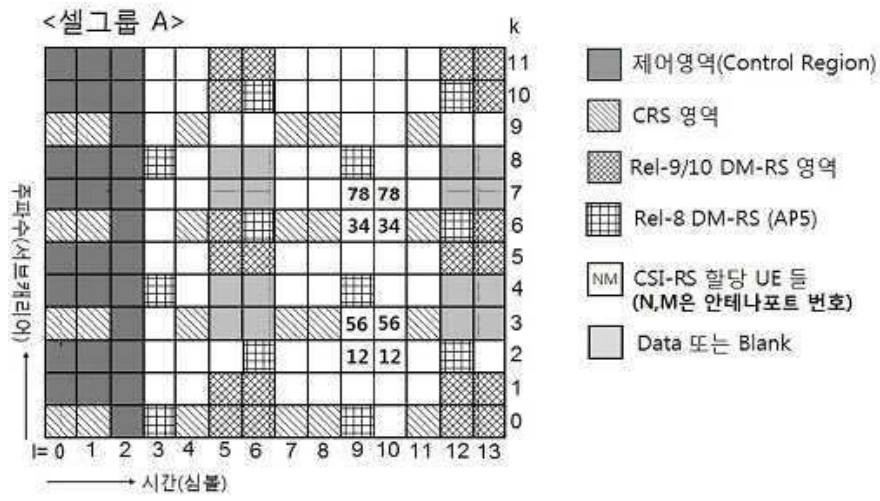 <셀그룹 A>
k
11
10
9
8
7
6
5
4
3
2
1
0
78 78
34 34
56 56
12 12
l= 0 1 2 3 4 5 6 7 8 9 10 11 12 13
시간(심볼)
주파수(서브캐리어)
제어영역(Control Region)
CRS 영역
Rel-9/10 DM-RS 영역
Rel-8 DM-RS (AP5)
NM CSI-RS 할당 UE 들
(N,M은 안테나포트 번호)
Data 또는 Blank